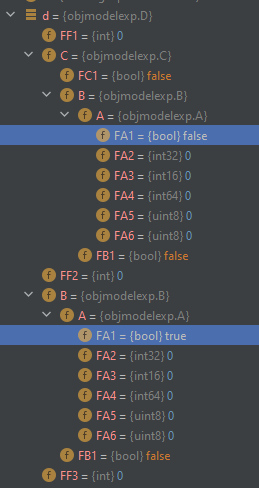 d = {objmodelexp.D}
f FF1 = {int} 0
f C = {objmodelexp.C}
f FC1 = {bool} false
f B = {objmodelexp.B}
f A = {objmodelexp.A}
f FA1 = {bool} false
f FA2 = {int32} 0
f FA3 = {int16} 0
f FA4 = {int64} 0
f FA5 = {uint8} 0
f FA6 = {uint8} 0
f FB1 = {bool} false
f FF2 = {int} 0
f B = {objmodelexp.B}
f A = {objmodelexp.A}
f FA1 = {bool} true
f FA2 = {int32} 0
f FA3 = {int16} 0
f FA4 = {int64} 0
f FA5 = {uint8} 0
f FA6 = {uint8} 0
f FB1 = {bool} false
f FF3 = {int} 0